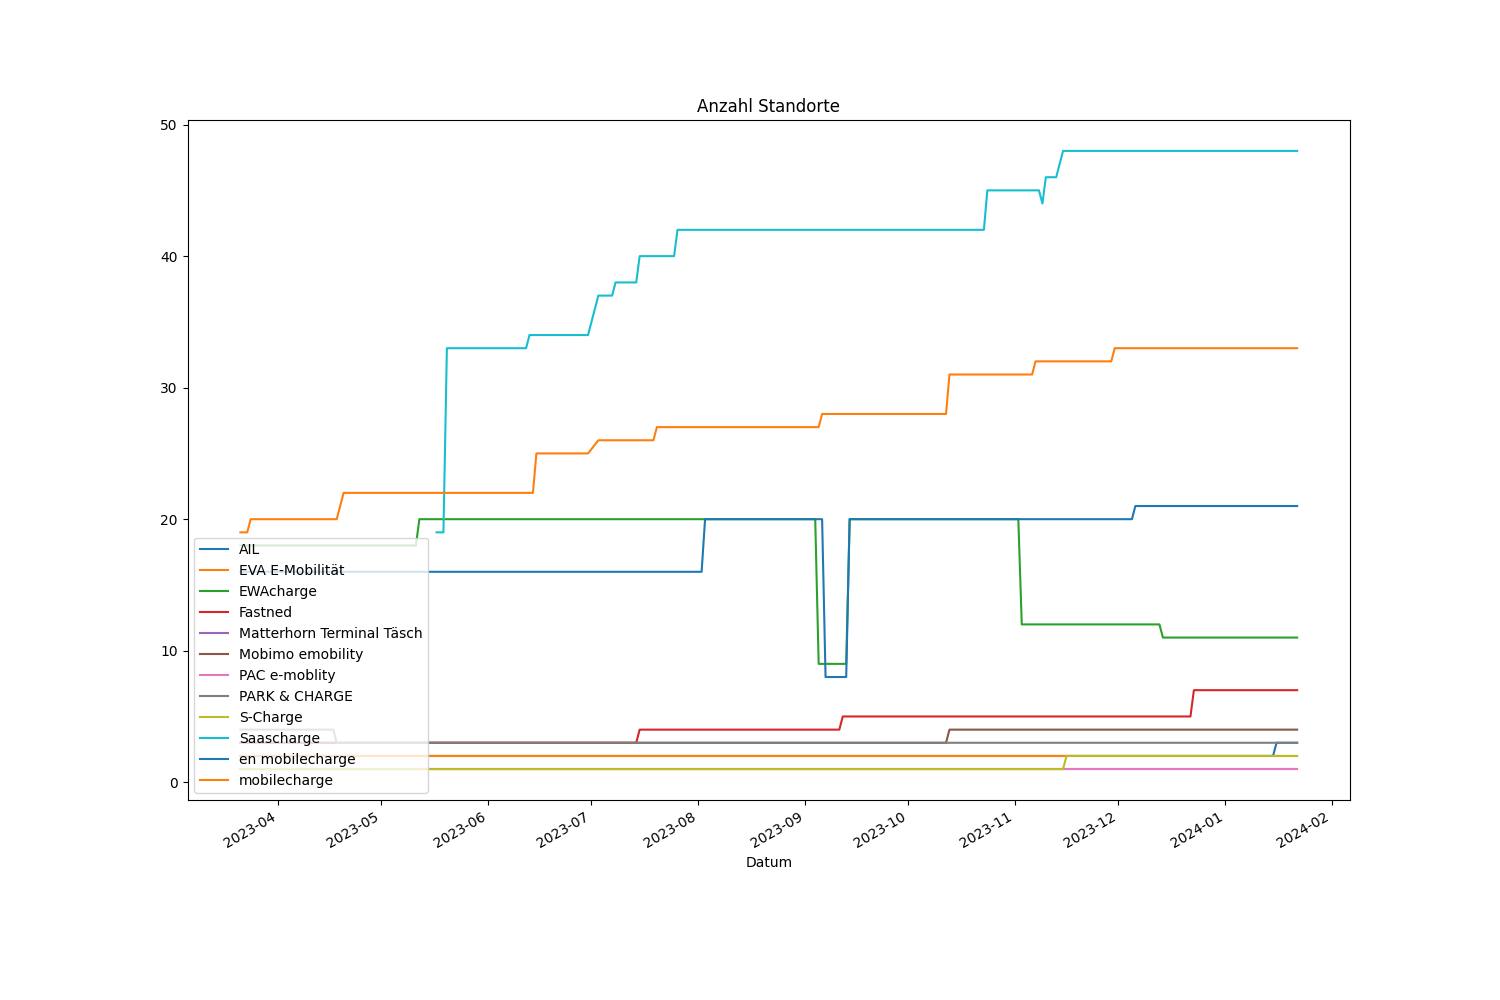 Anzahl Standorte
50
40
30
20
10
0
AIL
EVA E-Mobilität
EWAcharge
Fastned
Matterhorn Terminal Täsch
Mobimo emobility
PAC e-moblity
PARK & CHARGE
S-Charge
Saascharge
en mobilecharge
mobilecharge
2023-04
2023-05
2023-06
2023-07
2023-08
2023-09
2023-10
2023-11
2023-12
2024-01
2024-02
Datum